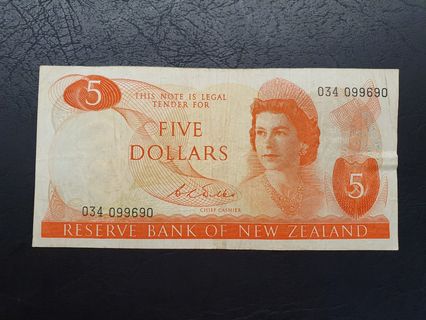 5
THIS NOTE IS LEGAL
TENDER FOR
034 099690
FIVE
DOLLARS
CHIEF CASHIER
5
034 099690
RESERVE BANK OF NEW ZEALAND